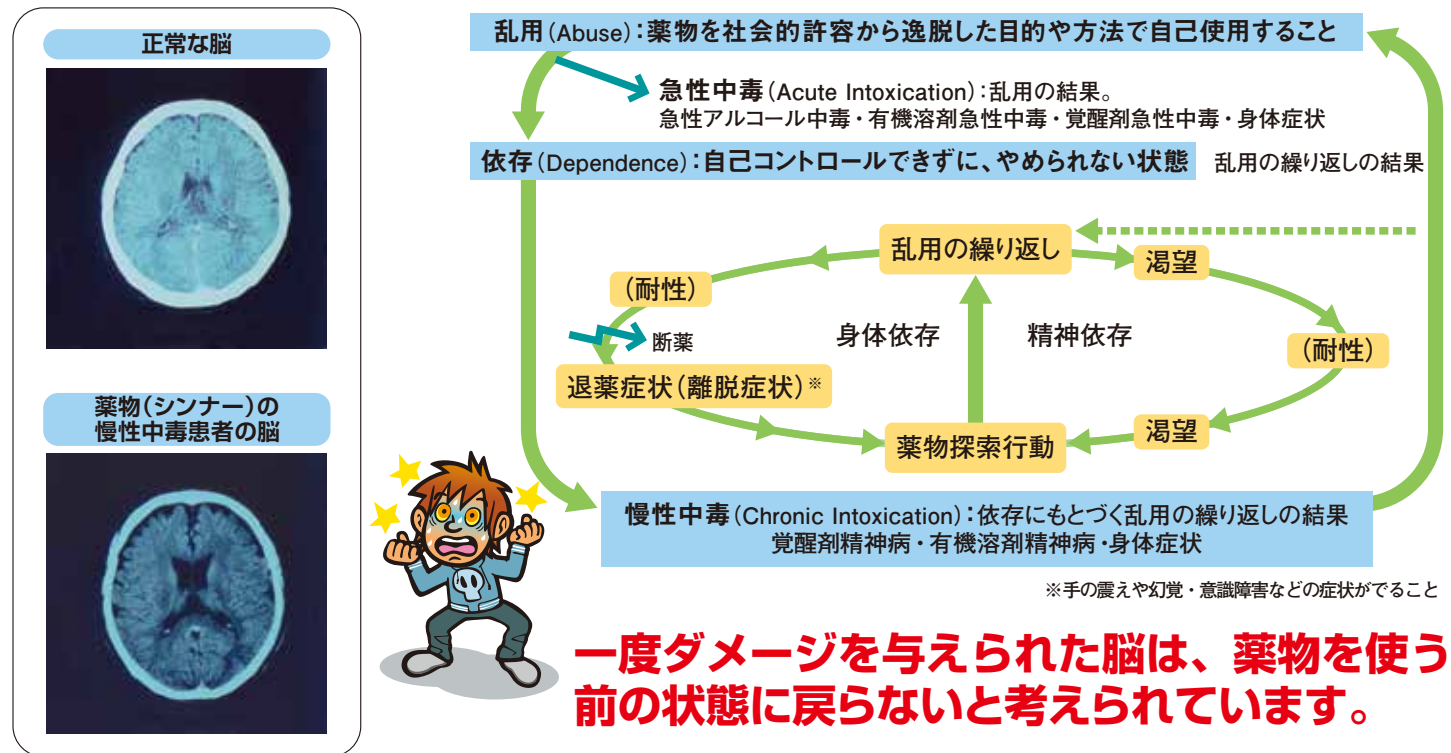 正常な脳
薬物(シンナー)の
慢性中毒患者の脳
乱用(Abuse):薬物を社会的許容から逸脱した目的や方法で自己使用すること
急性中毒(Acute Intoxication):乱用の結果。
急性アルコール中毒・有機溶剤急性中毒・覚醒剤急性中毒・身体症状
依存(Dependence):自己コントロールできずに、やめられない状態 乱用の繰り返しの結果
乱用の繰り返し
渇望
(耐性)
断薬
身体依存
精神依存
(耐性)
退薬症状(離脱症状)※
渇望
薬物探索行動
慢性中毒(Chronic Intoxication):依存にもとづく乱用の繰り返しの結果
覚醒剤精神病・有機溶剤精神病・身体症状
※手の震えや幻覚・意識障害などの症状がでること
一度ダメージを与えられた脳は、薬物を使う
前の状態に戻らないと考えられています。